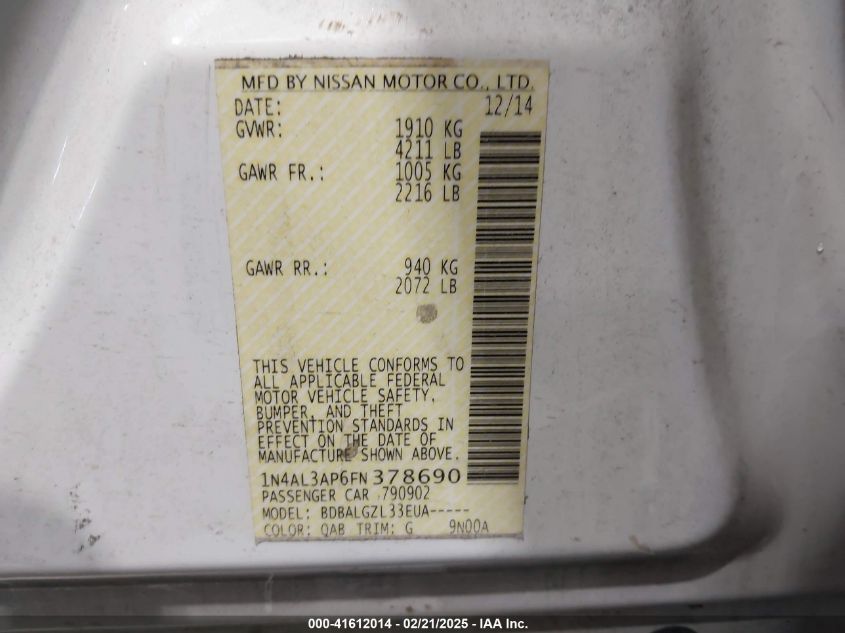 MFD BY NISSAN MOTOR CO., LTD.
DATE: 12/14
GVWR: 1910 KG
4211 LB
GAWR FR.: 1005 KG
2216 LB
GAWR RR.: 940 KG
2072 LB
THIS VEHICLE CONFORMS TO
ALL APPLICABLE FEDERAL
MOTOR VEHICLE SAFETY,
BUMPER, AND THEFT
PREVENTION STANDARDS IN
EFFECT ON THE DATE OF
MANUFACTURE SHOWN ABOVE.
1N4AL3AP6FN378690
PASSENGER CAR 790902
MODEL: BDBALGZL33EUA-----
COLOR: QAB TRIM: G 9N00A
000-41612014 - 02/21/2025 - IAA Inc.